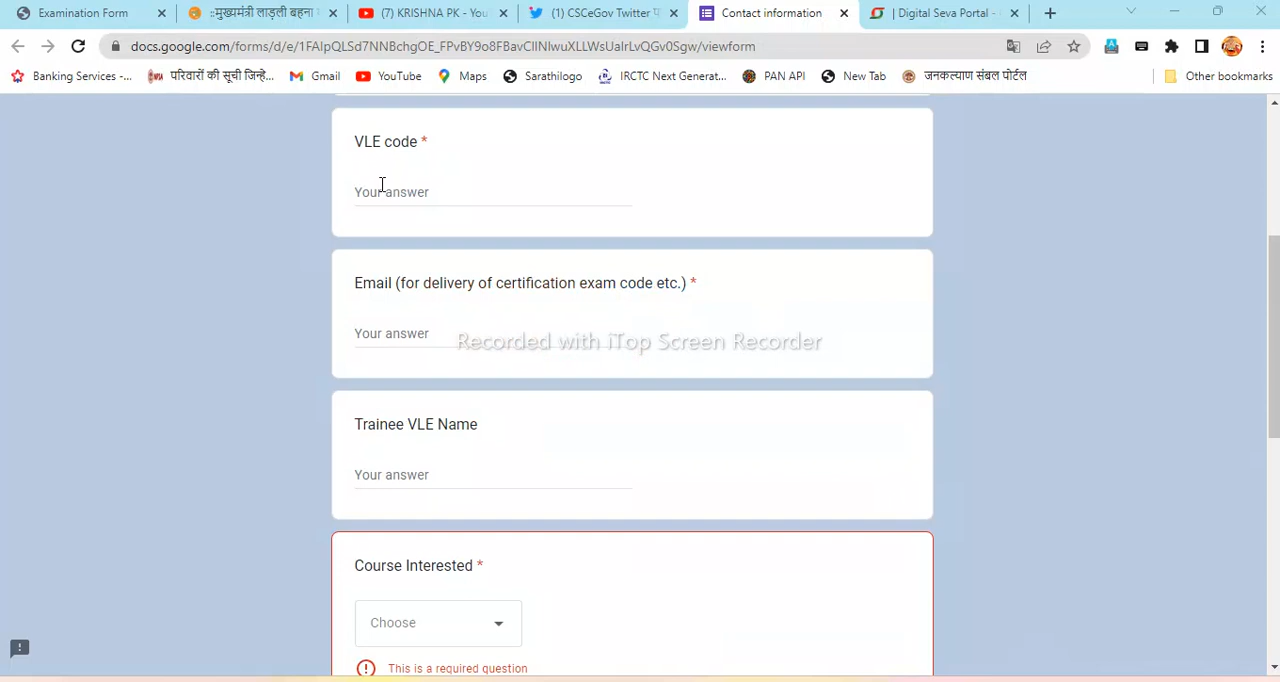 Examination Form
::मुख्यमंत्री लाड़ली बहना
(7) KRISHNA PK - You
(1) CSCeGov Twitter
Contact information
| Digital Seva Portal -
docs.google.com/forms/d/e/1FAIpQLSd7NNBchgOE_FPvBY9o8FBavCIINIwuXLLWsUaIrLvQGv0Sgw/viewform
Banking Services -...
परिवारों की सूची जिन्हे...
Gmail
YouTube
Maps
Sarathilogo
IRCTC Next Generat...
PAN API
New Tab
जनकल्याण संबल पोर्टल
Other bookmarks
VLE code *
Your answer
Email (for delivery of certification exam code etc.) *
Your answer
Recorded with iTop Screen Recorder
Trainee VLE Name
Your answer
Course Interested *
Choose
This is a required question